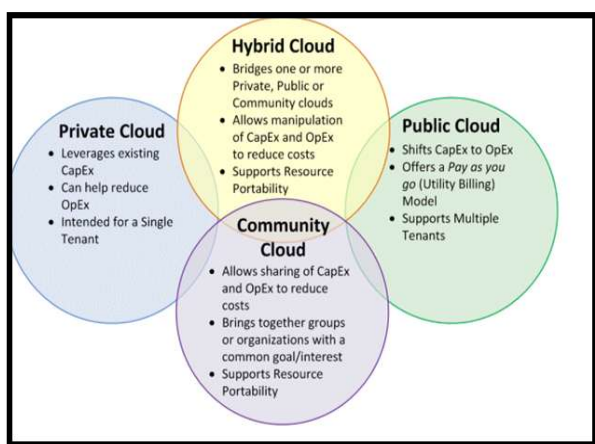 Hybrid Cloud
• Bridges one or more
Private, Public or
Community clouds
• Allows manipulation
of CapEx and OpEx
to reduce costs
• Supports Resource
Portability
Private Cloud
• Leverages existing
CapEx
• Can help reduce
OpEx
• Intended for a Single
Tenant
Public Cloud
• Shifts CapEx to OpEx
• Offers a Pay as you
go (Utility Billing)
Model
• Supports Multiple
Tenants
Community
Cloud
• Allows sharing of CapEx
and OpEx to reduce
costs
• Brings together groups
or organizations with a
common goal/interest
• Supports Resource
Portability